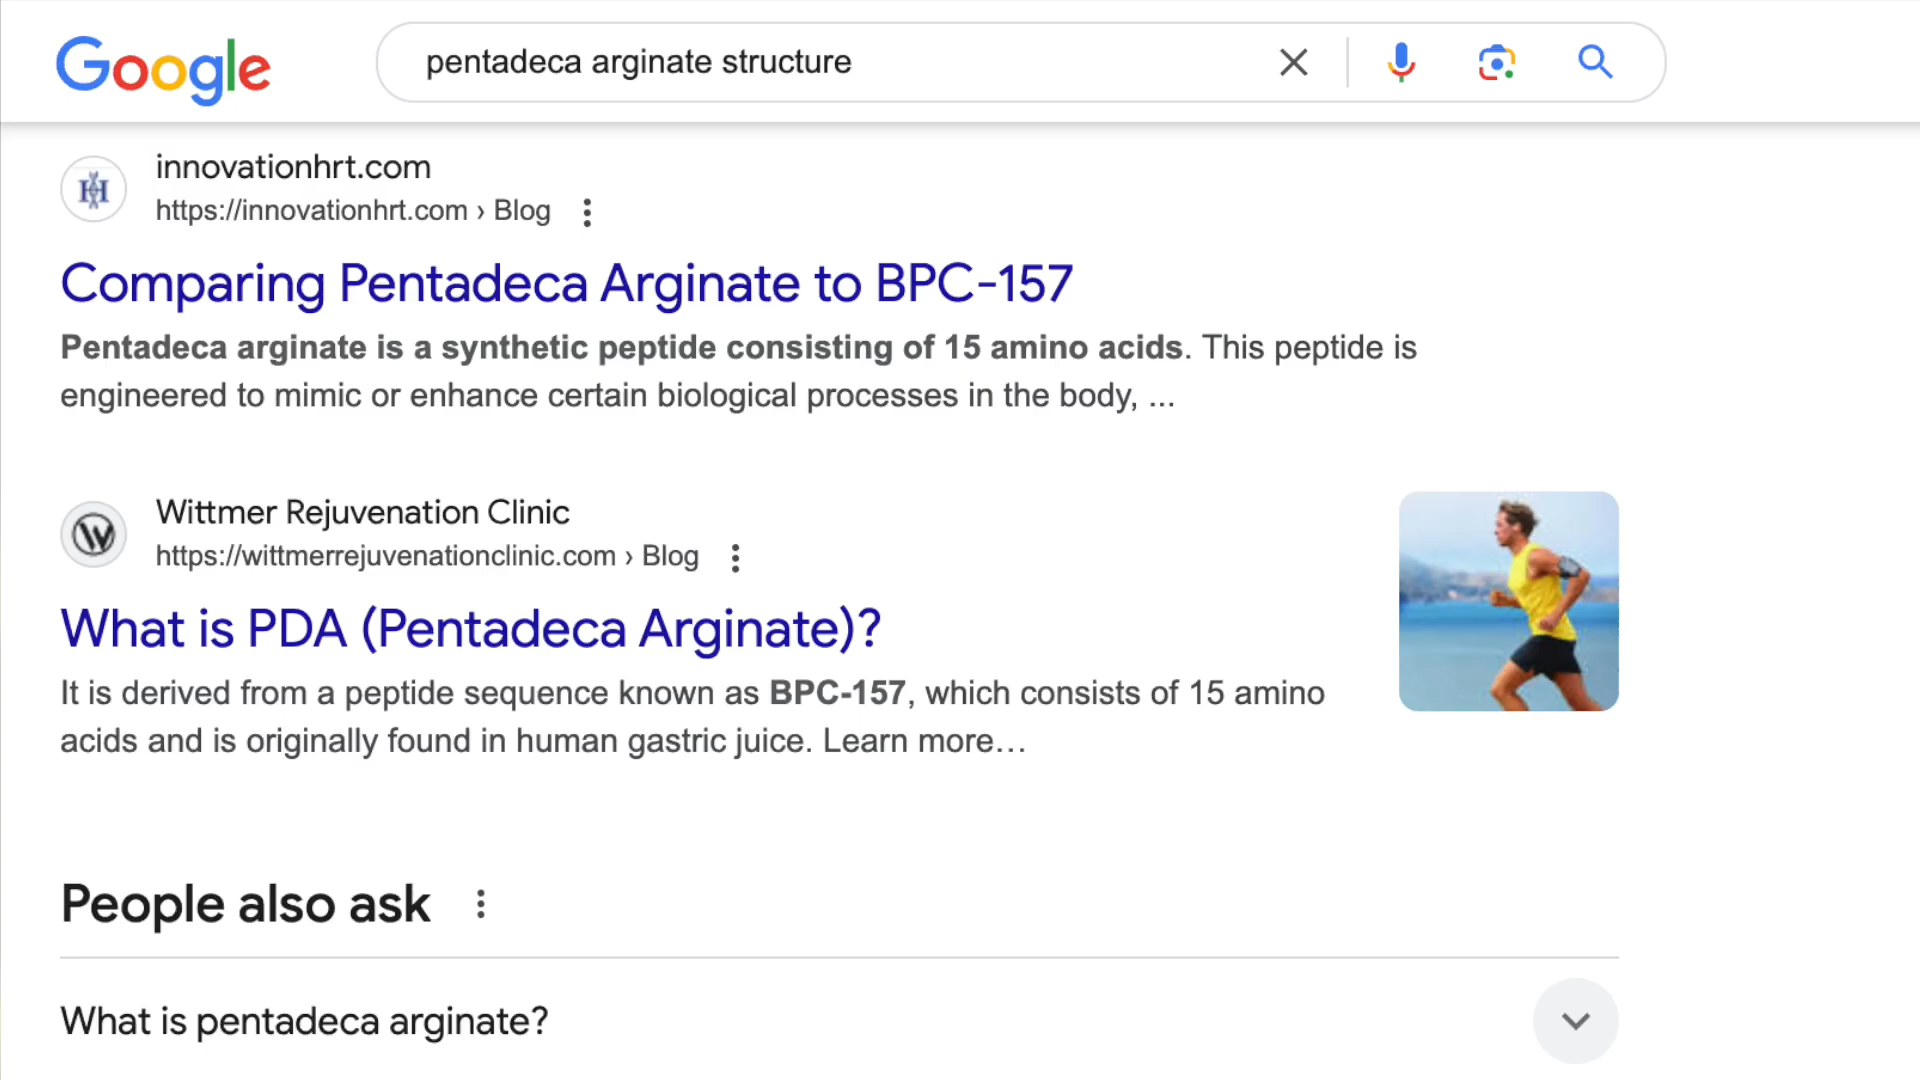 Google
pentadeca arginate structure
innovationhrt.com
https://innovationhrt.com › Blog
Comparing Pentadeca Arginate to BPC-157
Pentadeca arginate is a synthetic peptide consisting of 15 amino acids. This peptide is
engineered to mimic or enhance certain biological processes in the body, ...
Wittmer Rejuvenation Clinic
https://wittmerrejuvenationclinic.com › Blog
What is PDA (Pentadeca Arginate)?
It is derived from a peptide sequence known as BPC-157, which consists of 15 amino
acids and is originally found in human gastric juice. Learn more…
People also ask
What is pentadeca arginate?